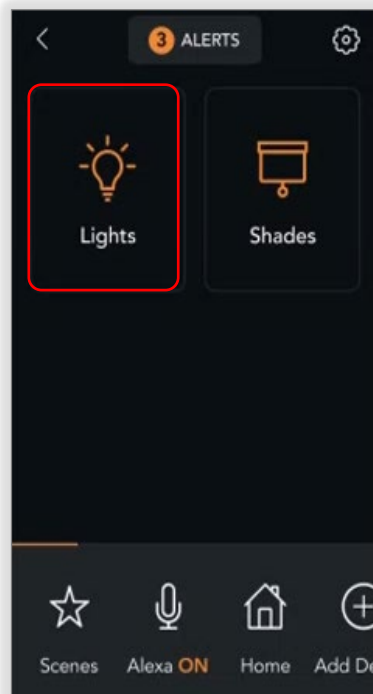 3 ALERTS
Lights
Shades
Scenes
Alexa ON
Home
Add De